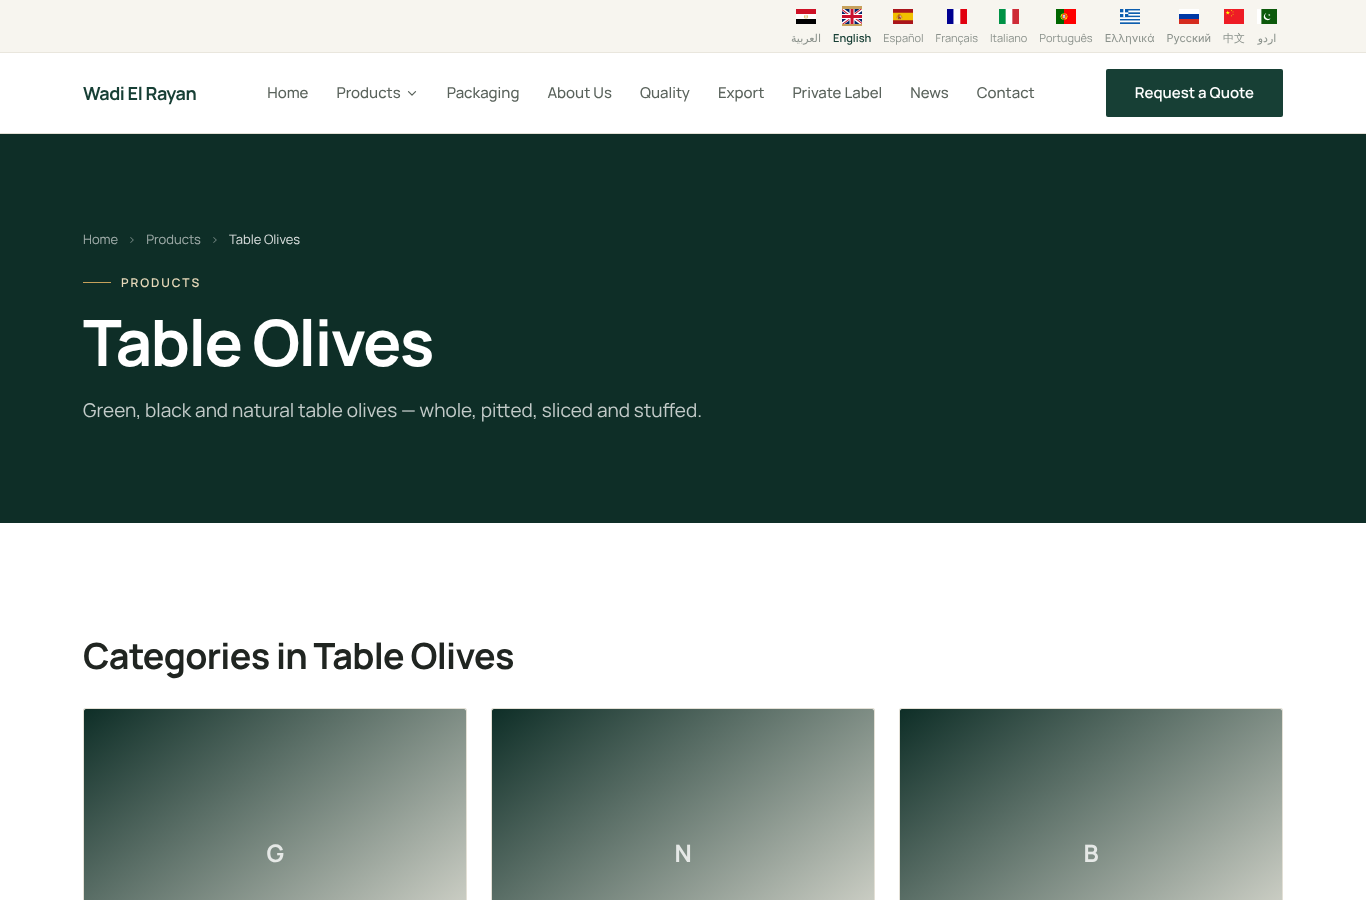 العربية
English
Español
Français
Italiano
Português
Ελληνικά
Русский
中文
اردو
Wadi El Rayan
Home
Products
Packaging
About Us
Quality
Export
Private Label
News
Contact
Request a Quote
Home › Products › Table Olives
PRODUCTS
Table Olives
Green, black and natural table olives — whole, pitted, sliced and stuffed.
Categories in Table Olives
G
N
B